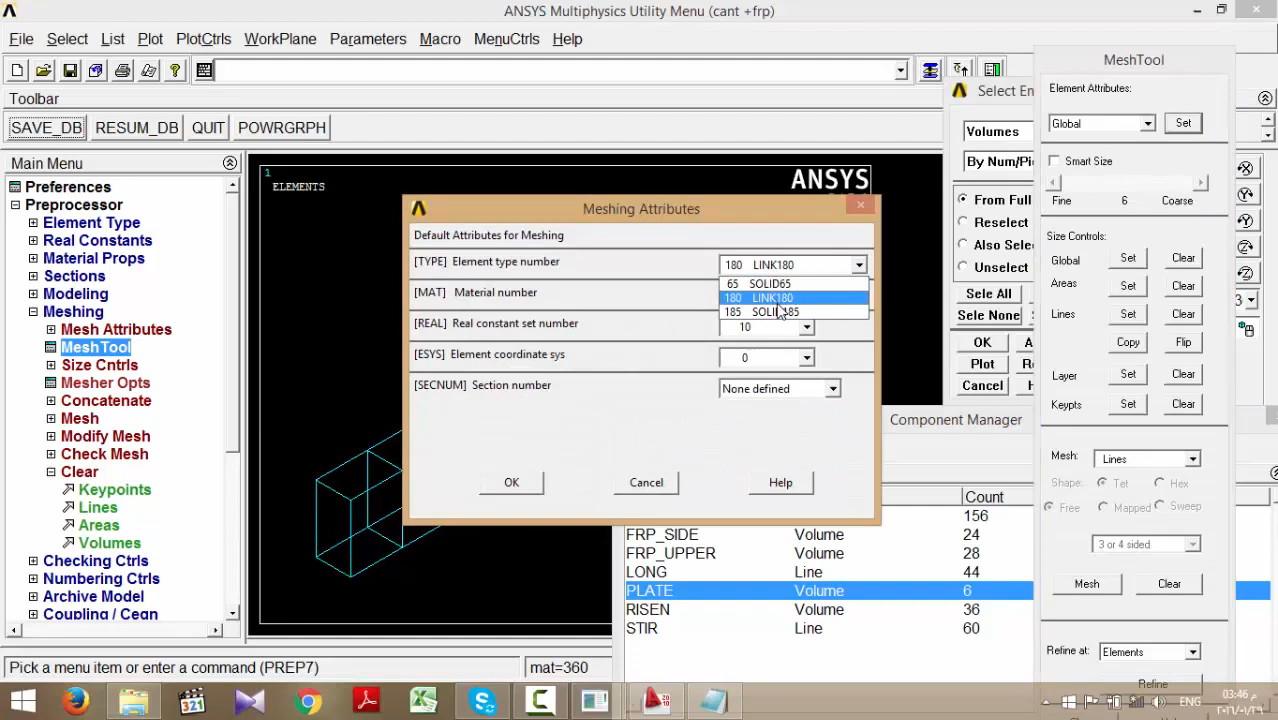 ANSYS Multiphysics Utility Menu (cant +frp)
File Select List Plot PlotCtrls WorkPlane Parameters Macro MenuCtrls Help
Toolbar
SAVE_DB RESUM_DB QUIT POWRGRPH
Main Menu
Preferences
Preprocessor
Element Type
Real Constants
Material Props
Sections
Modeling
Meshing
Mesh Attributes
MeshTool
Size Cntrls
Mesher Opts
Concatenate
Mesh
Modify Mesh
Check Mesh
Clear
Keypoints
Lines
Areas
Volumes
Checking Ctrls
Numbering Ctrls
Archive Model
Coupling / Ceqn
1
ELEMENTS
ANSYS
Meshing Attributes
Default Attributes for Meshing
[TYPE] Element type number
180 LINK180
65 SOLID65
180 LINK180
185
[MAT] Material number
[REAL] Real constant set number
10
[ESYS] Element coordinate sys
0
[SECNUM] Section number
None defined
OK Cancel Help
Select En
Volumes
By Num/Pi
From Full
Reselect
Also Sele
Unselect
Sele All
Sele None
OK A
Plot R
Cancel
Component Manager
Count
156
FRP_SIDE Volume 24
FRP_UPPER Volume 28
LONG Line 44
PLATE Volume 6
RISEN Volume 36
STIR Line 60
MeshTool
Element Attributes:
Global Set
Smart Size
Fine 6 Coarse
Size Controls:
Global Set Clear
Areas Set Clear
Lines Set Clear
Copy Flip
Layer Set Clear
Keypts Set Clear
Mesh: Lines
Shape: Tet Hex
Free Mapped Sweep
3 or 4 sided
Mesh Clear
Refine at: Elements
Refine
3
Pick a menu item or enter a command (PREP7)
mat=360
321
ENG
03:46 م
٢٠١٦/٠١/٢٩